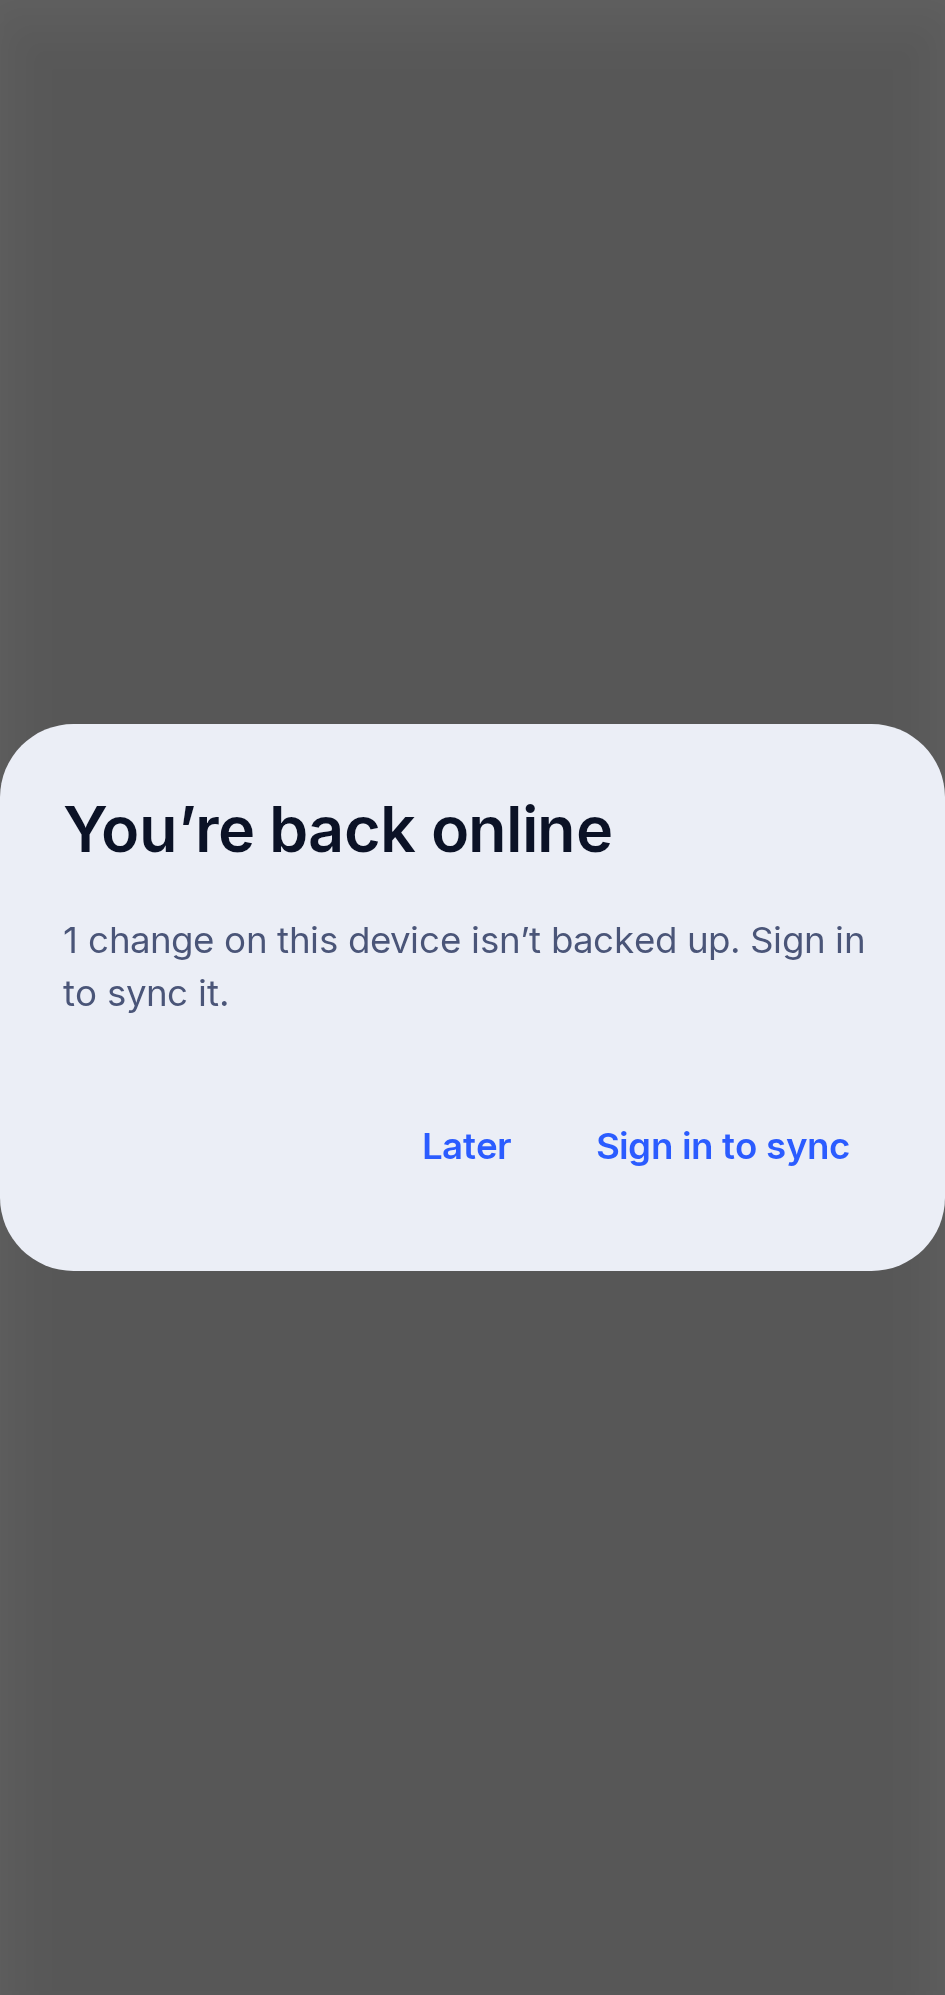 You’re back online
1 change on this device isn’t backed up. Sign in
to sync it.
Later
Sign in to sync